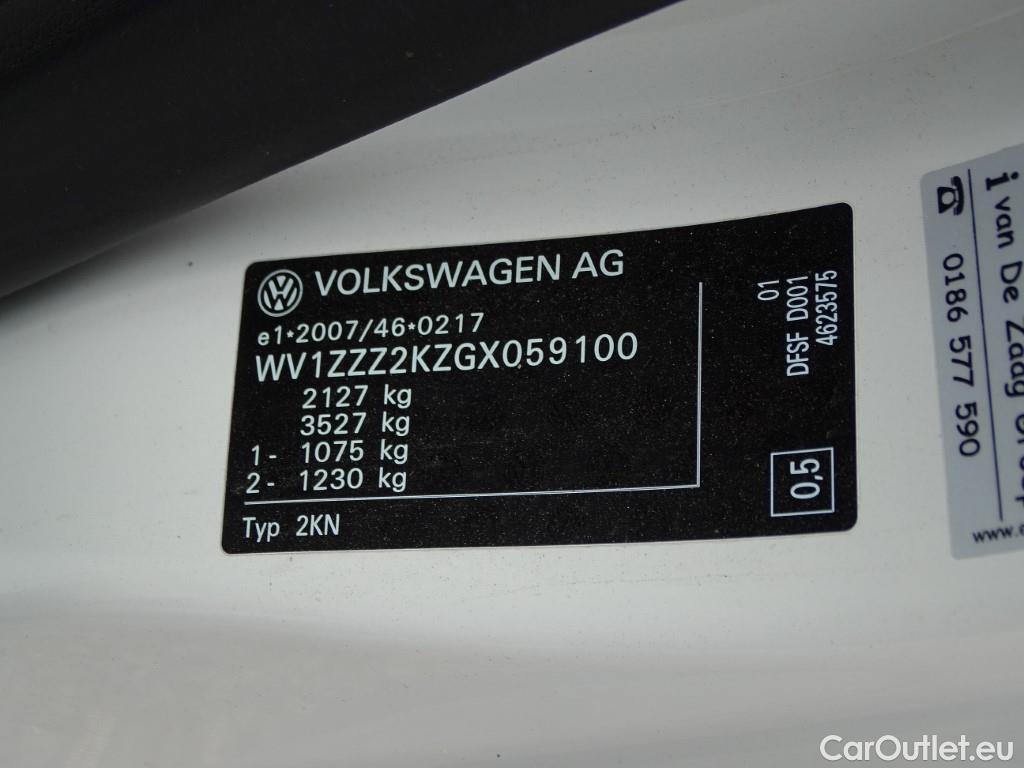 VOLKSWAGEN AG
e1*2007/46*0217
WV1ZZZ2KZGX059100
2127 kg
3527 kg
1- 1075 kg
2- 1230 kg
Typ 2KN
01
DFSF D001
4623575
0,5
i van De Zaag
☎ 0186 577 590
www.
CarOutlet.eu